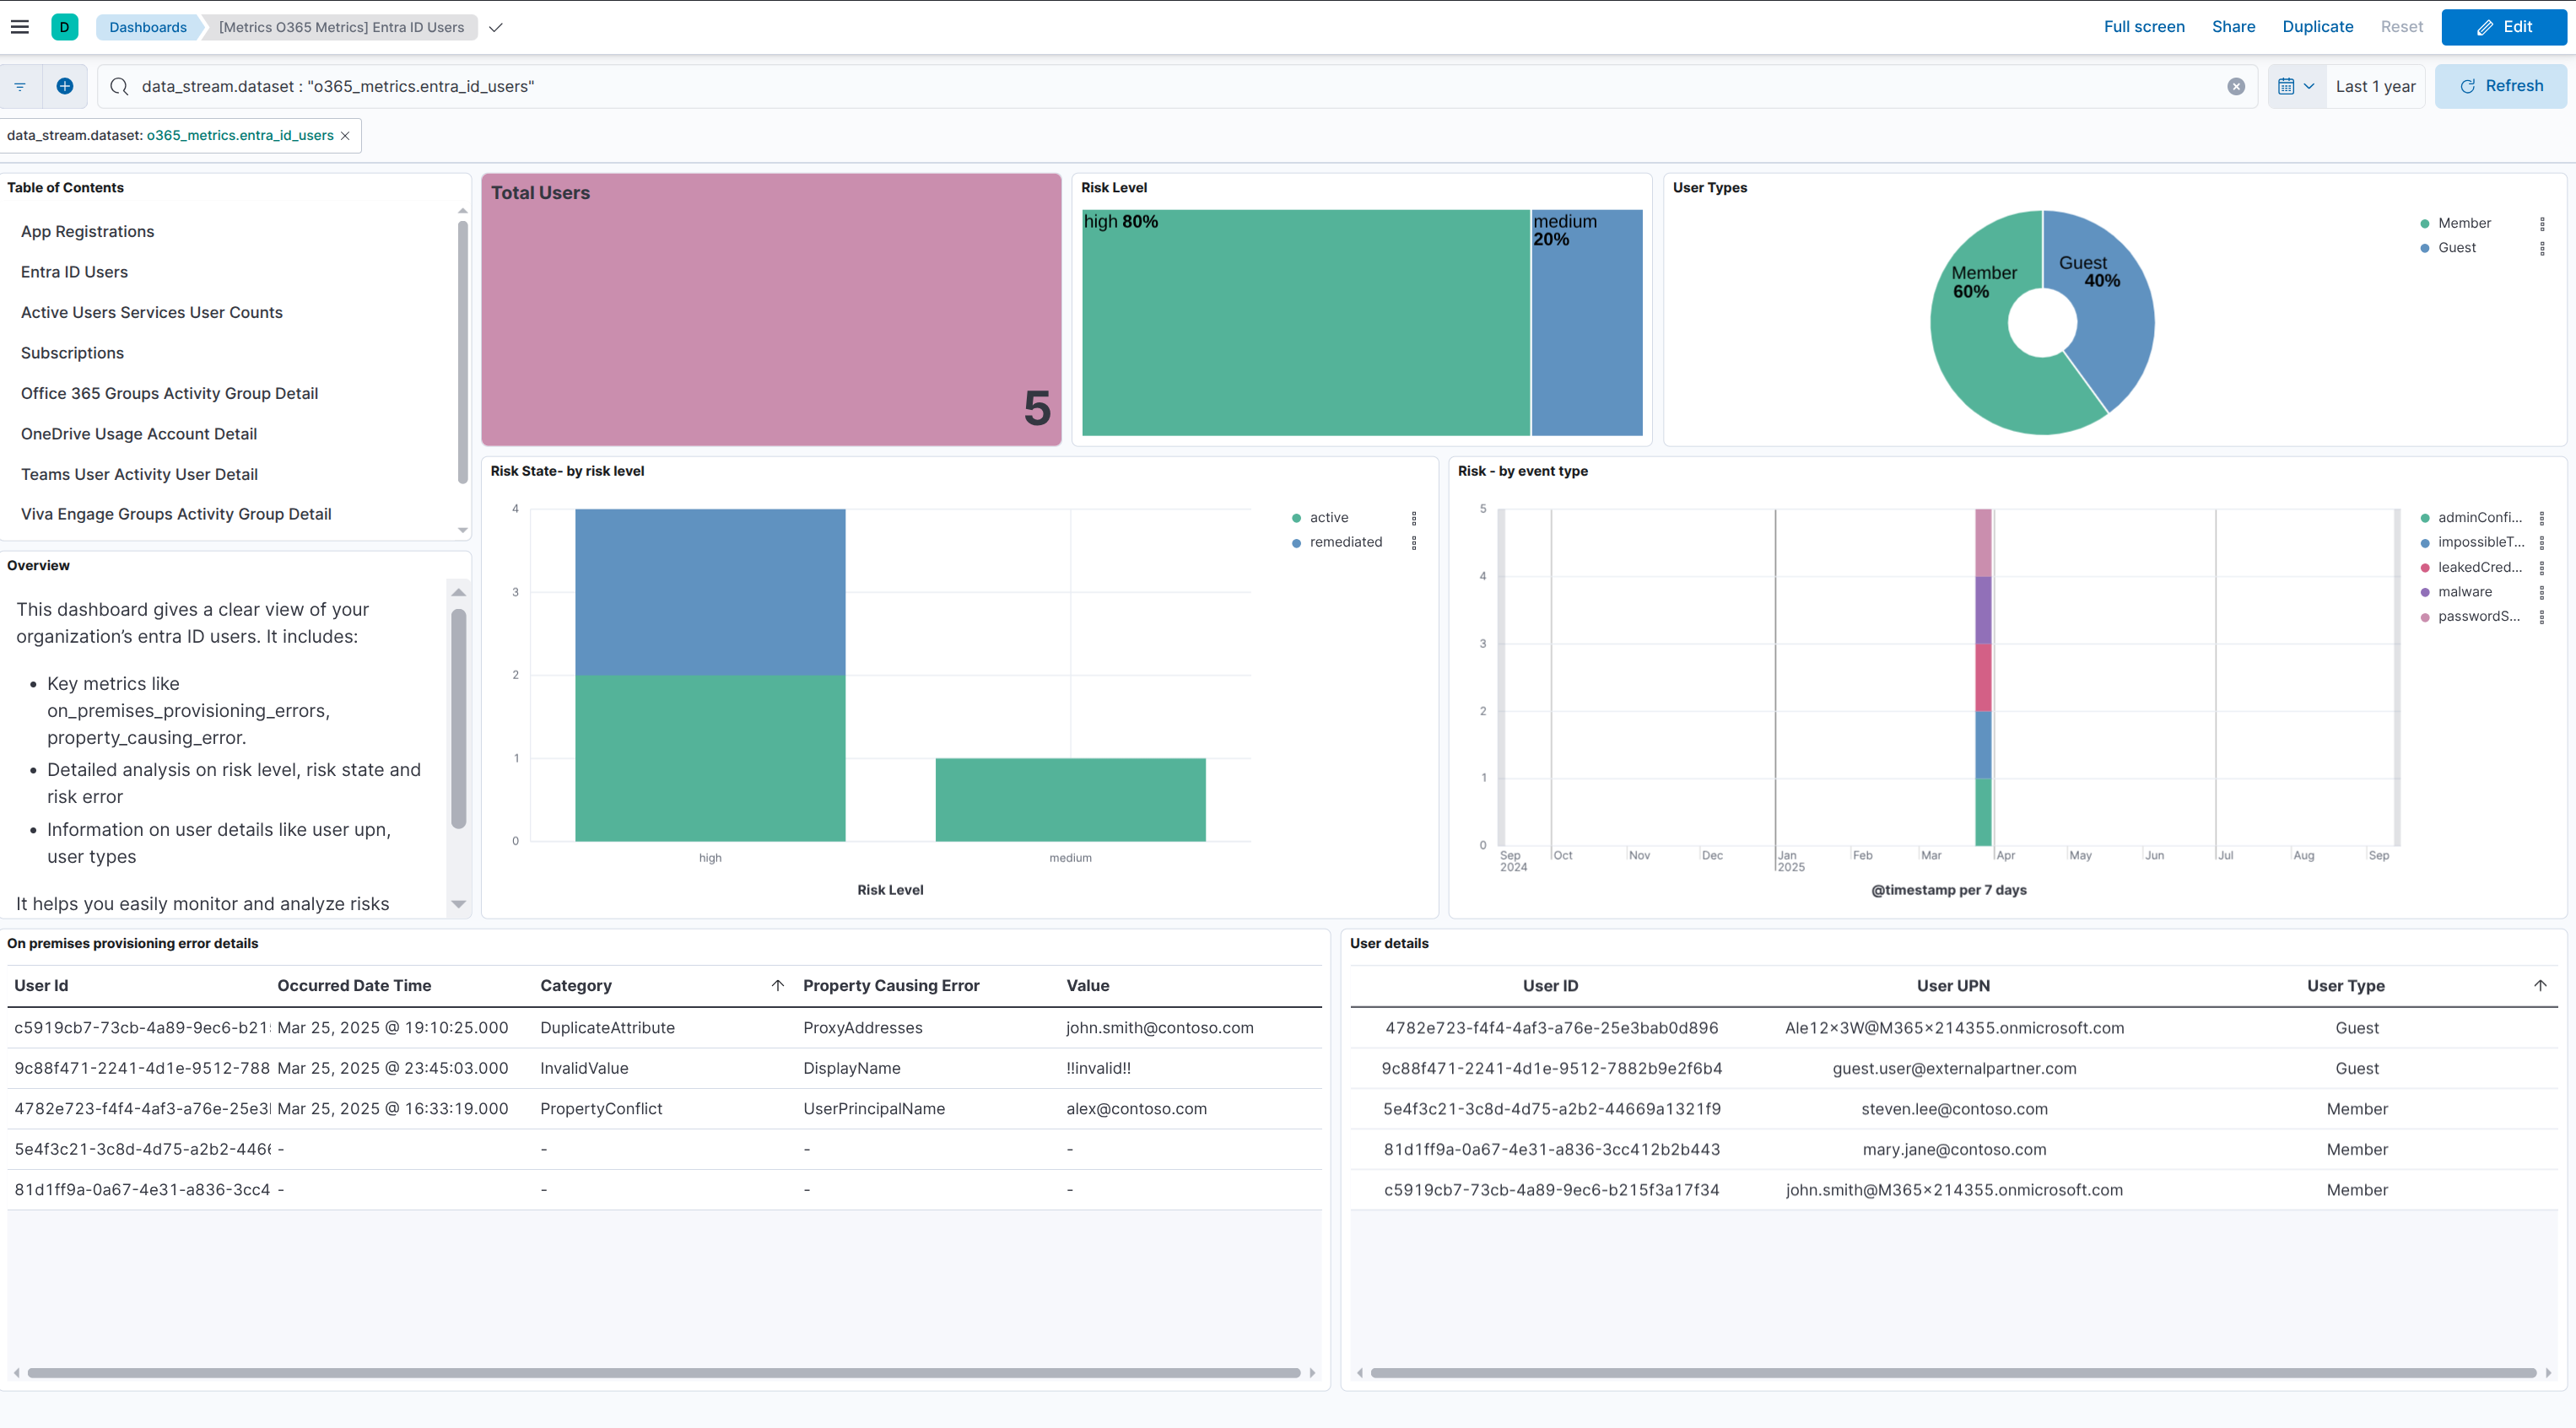 D
Dashboards
[Metrics O365 Metrics] Entra ID Users
Full screen
Share
Duplicate
Reset
Edit
data_stream.dataset : "o365_metrics.entra_id_users"
Last 1 year
Refresh
data_stream.dataset: o365_metrics.entra_id_users
Table of Contents
App Registrations
Entra ID Users
Active Users Services User Counts
Subscriptions
Office 365 Groups Activity Group Detail
OneDrive Usage Account Detail
Teams User Activity User Detail
Viva Engage Groups Activity Group Detail
Total Users
5
Risk Level
high 80%
medium
20%
User Types
Member
60%
Guest
40%
Member
Guest
Overview
This dashboard gives a clear view of your
organization's entra ID users. It includes:
• Key metrics like
on_premises_provisioning_errors,
property_causing_error.
• Detailed analysis on risk level, risk state and
risk error
• Information on user details like user upn,
user types
It helps you easily monitor and analyze risks
Risk State- by risk level
4
3
2
1
0
high
medium
Risk Level
active
remediated
Risk - by event type
5
4
3
2
1
0
Sep
2024
Oct
Nov
Dec
Jan
2025
Feb
Mar
Apr
May
Jun
Jul
Aug
Sep
@timestamp per 7 days
adminConfi...
impossibleT...
leakedCred...
malware
passwordS...
On premises provisioning error details
User Id Occurred Date Time Category Property Causing Error Value
c5919cb7-73cb-4a89-9ec6-b21 Mar 25, 2025 @ 19:10:25.000 DuplicateAttribute ProxyAddresses john.smith@contoso.com
9c88f471-2241-4d1e-9512-788 Mar 25, 2025 @ 23:45:03.000 InvalidValue DisplayName !!invalid!!
4782e723-f4f4-4af3-a76e-25e3 Mar 25, 2025 @ 16:33:19.000 PropertyConflict UserPrincipalName alex@contoso.com
5e4f3c21-3c8d-4d75-a2b2-446 - - - -
81d1ff9a-0a67-4e31-a836-3cc4 - - - -
User details
User ID User UPN User Type
4782e723-f4f4-4af3-a76e-25e3bab0d896 Ale12×3W@M365×214355.onmicrosoft.com Guest
9c88f471-2241-4d1e-9512-7882b9e2f6b4 guest.user@externalpartner.com Guest
5e4f3c21-3c8d-4d75-a2b2-44669a1321f9 steven.lee@contoso.com Member
81d1ff9a-0a67-4e31-a836-3cc412b2b443 mary.jane@contoso.com Member
c5919cb7-73cb-4a89-9ec6-b215f3a17f34 john.smith@M365×214355.onmicrosoft.com Member